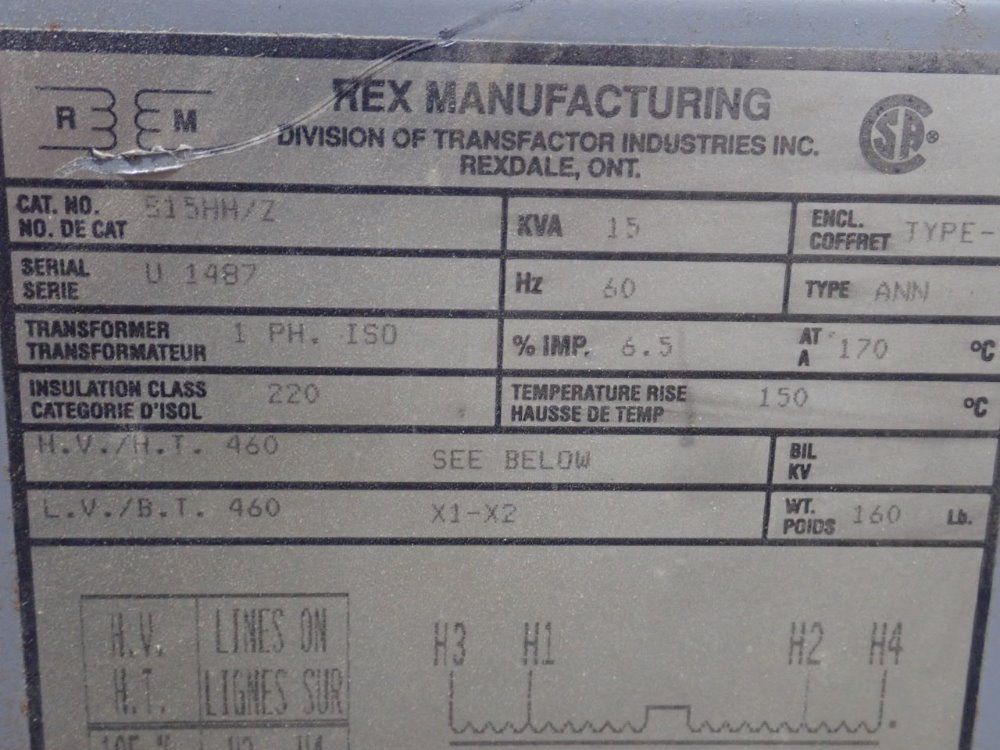 R M
REX MANUFACTURING
DIVISION OF TRANSFACTOR INDUSTRIES INC.
REXDALE, ONT.
CSA ®
CAT. NO. B15HH/Z
NO. DE CAT
KVA 15
ENCL. TYPE-
COFFRET
SERIAL U 1487
SERIE
Hz 60
TYPE ANN
TRANSFORMER 1 PH. ISO
TRANSFORMATEUR
% IMP. 6.5
AT 170 °C
A
INSULATION CLASS 220
CATEGORIE D'ISOL
TEMPERATURE RISE 150 °C
HAUSSE DE TEMP
H.V./H.T. 460 SEE BELOW
BIL
KV
L.V./B.T. 460 X1-X2
WT. 160 Lb.
POIDS
H.V. LINES ON
H.T. LIGNES SUR
H3 H1 H2 H4